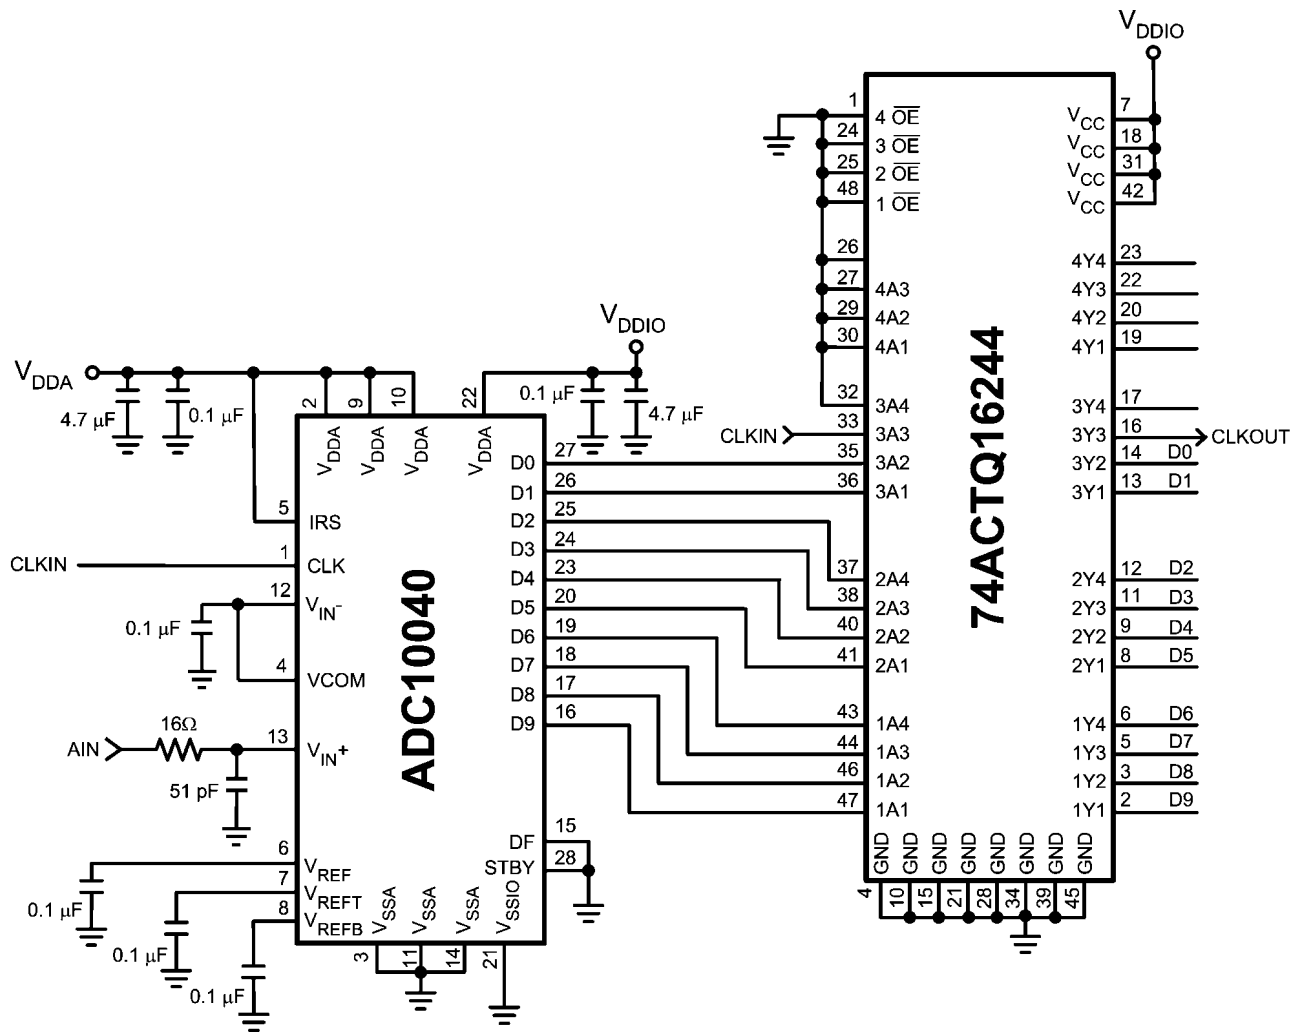 V DDIO
1
4 OE
24
3 OE
25
2 OE
48
1 OE
26
27
4A3
29
4A2
30
4A1
32
3A4
CLKIN
33
3A3
35
3A2
36
3A1
37
2A4
38
2A3
40
2A2
41
2A1
43
1A4
44
1A3
46
1A2
47
1A1
74ACTQ16244
7
VCC
18
VCC
31
VCC
42
VCC
4Y4
23
4Y3
22
4Y2
20
4Y1
19
3Y4
17
3Y3
16
CLKOUT
3Y2
14
D0
3Y1
13
D1
2Y4
12
D2
2Y3
11
D3
2Y2
9
D4
2Y1
8
D5
1Y4
6
D6
1Y3
5
D7
1Y2
3
D8
1Y1
2
D9
GND GND GND GND GND GND GND GND
4 10 15 21 28 34 39 45
VDDIO
VDDA
4.7 µF
0.1 µF
0.1 µF
4.7 µF
2 9 10 22
VDDA VDDA VDDA VDDA
5
IRS
CLKIN
1
CLK
12
VIN-
0.1 µF
4
VCOM
AIN
16Ω
13
VIN+
51 pF
6
VREF
7
VREFT
8
VREFB
0.1 µF
0.1 µF
0.1 µF
ADC10040
D0
27
D1
26
D2
25
D3
24
D4
23
D5
20
D6
19
D7
18
D8
17
D9
16
DF
15
STBY
28
VSSA VSSA VSSA VSSIO
3 11 14 21